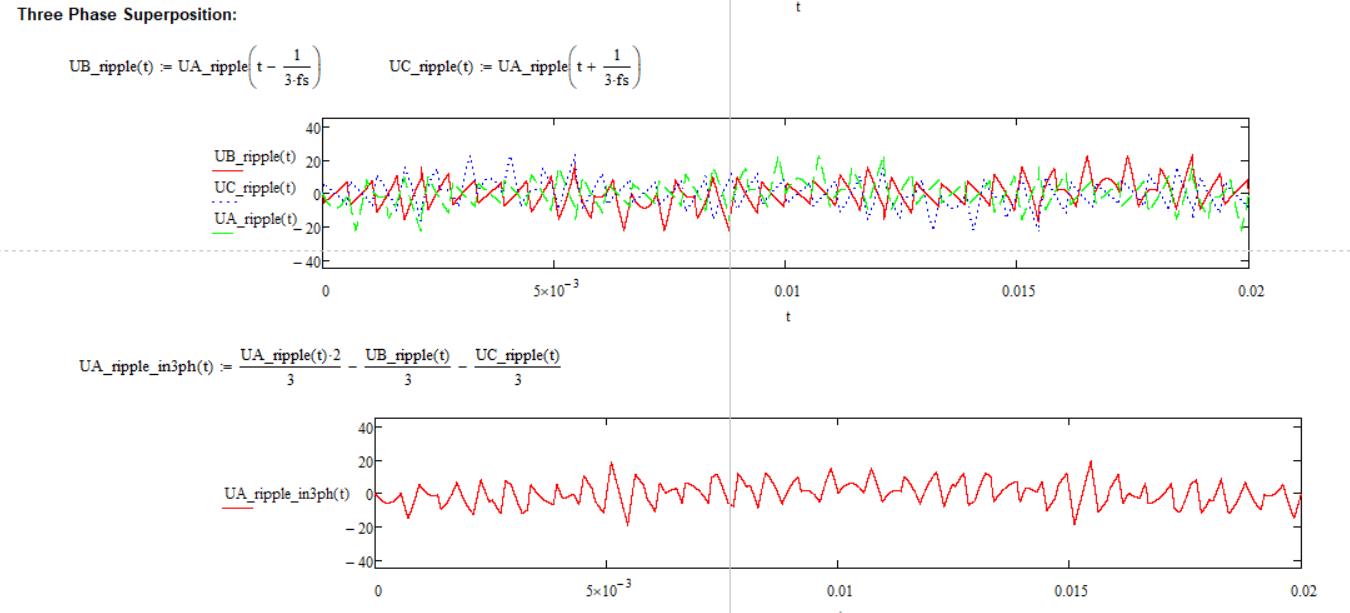 Three Phase Superposition:
t
UB_ripple(t) := UA_ripple(t − 1/(3·fs)) UC_ripple(t) := UA_ripple(t + 1/(3·fs))
40
UB_ripple(t) 20
UC_ripple(t) 0
UA_ripple(t) − 20
− 40
0 5×10⁻³ 0.01 0.015 0.02
t
UA_ripple_in3ph(t) := UA_ripple(t)·2/3 − UB_ripple(t)/3 − UC_ripple(t)/3
40
20
UA_ripple_in3ph(t) 0
− 20
− 40
0 5×10⁻³ 0.01 0.015 0.02